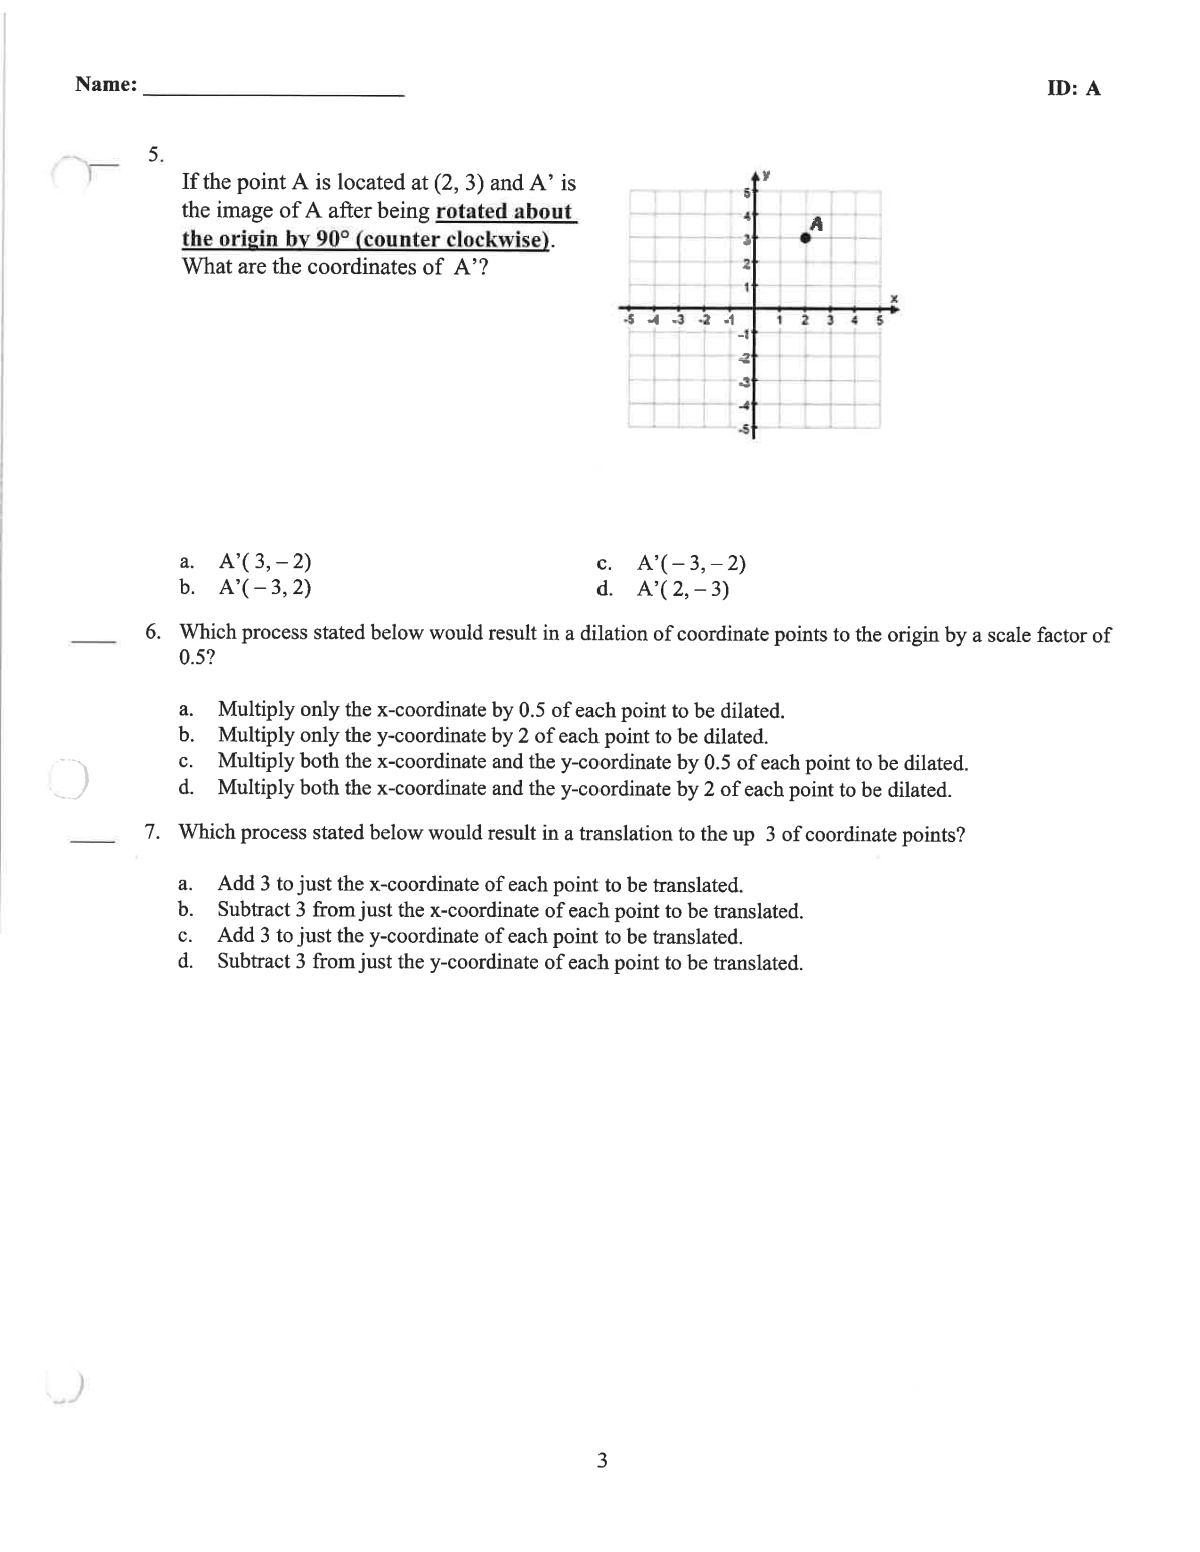 Name:
ID: A
5.
If the point A is located at (2, 3) and A’ is
the image of A after being rotated about
the origin by 90° (counter clockwise).
What are the coordinates of A’?
y
5
4
A
3
2
1
x
-5 -4 -3 -2 -1 1 2 3 4 5
-1
-2
-3
-4
-5
a. A’( 3, – 2)
b. A’( – 3, 2)
c. A’( – 3, – 2)
d. A’( 2, – 3)
6. Which process stated below would result in a dilation of coordinate points to the origin by a scale factor of
0.5?
a. Multiply only the x-coordinate by 0.5 of each point to be dilated.
b. Multiply only the y-coordinate by 2 of each point to be dilated.
c. Multiply both the x-coordinate and the y-coordinate by 0.5 of each point to be dilated.
d. Multiply both the x-coordinate and the y-coordinate by 2 of each point to be dilated.
7. Which process stated below would result in a translation to the up 3 of coordinate points?
a. Add 3 to just the x-coordinate of each point to be translated.
b. Subtract 3 from just the x-coordinate of each point to be translated.
c. Add 3 to just the y-coordinate of each point to be translated.
d. Subtract 3 from just the y-coordinate of each point to be translated.
3